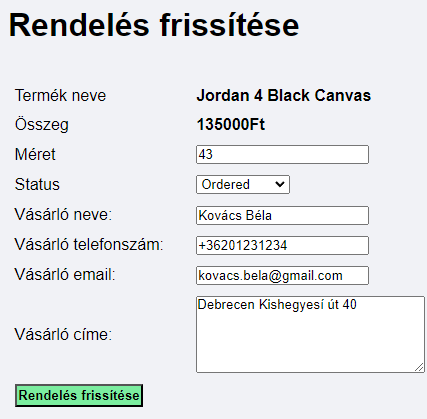 Rendelés frissítése
Termék neve Jordan 4 Black Canvas
Összeg 135000Ft
Méret 43
Status Ordered
Vásárló neve: Kovács Béla
Vásárló telefonszám: +36201231234
Vásárló email: kovacs.bela@gmail.com
Vásárló címe: Debrecen Kishegyesí út 40
Rendelés frissítése